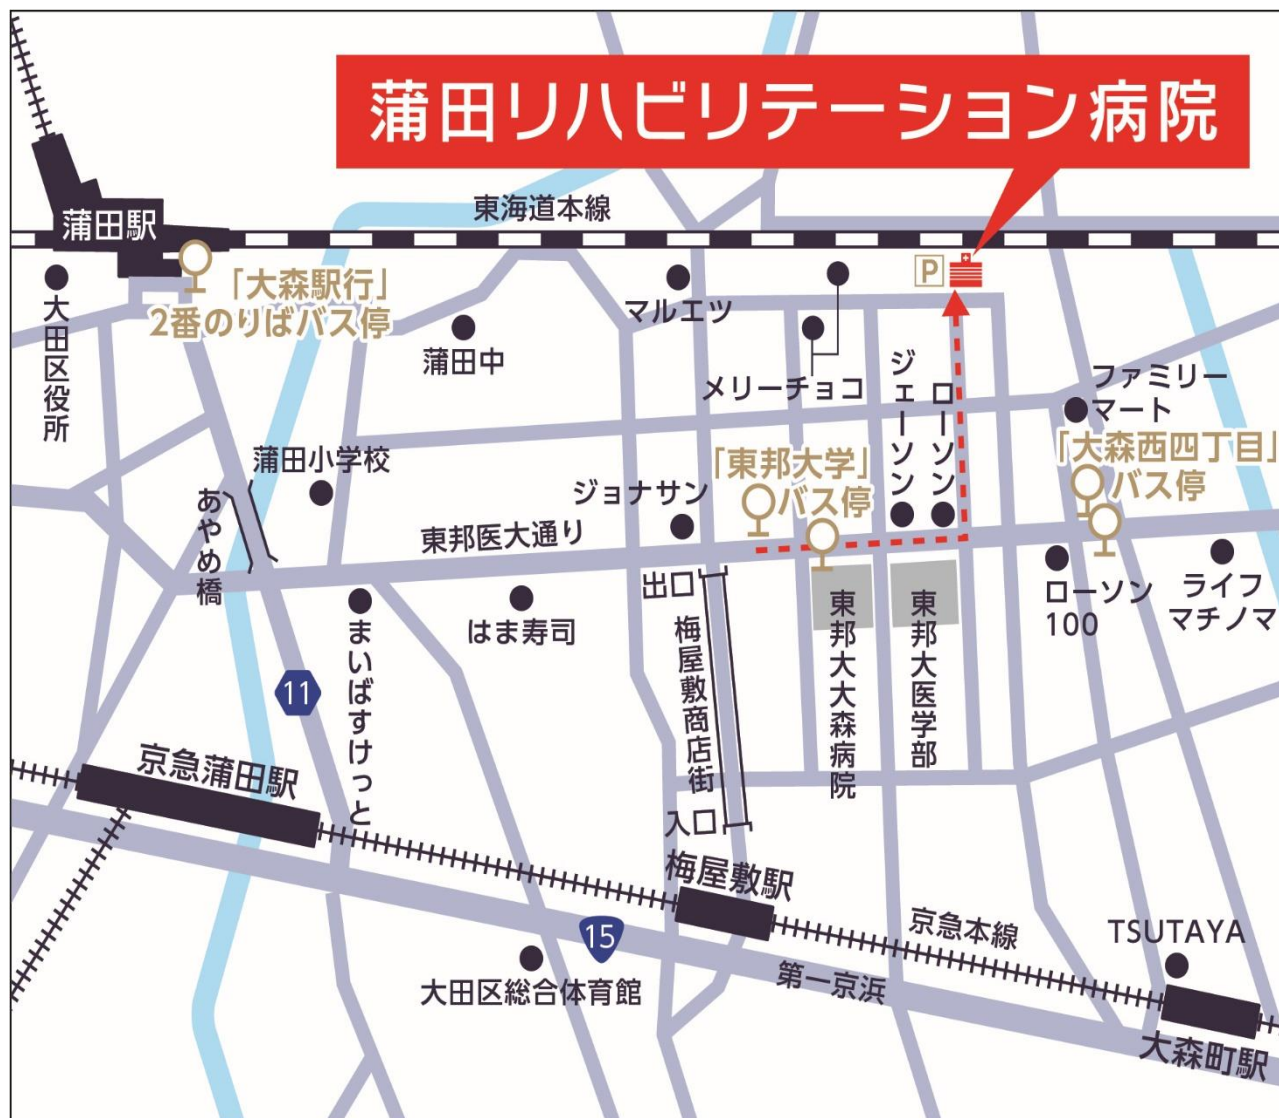 蒲田リハビリテーション病院
東海道本線
蒲田駅
P
「大森駅行」
2番のりばバス停
大田区役所
マルエツ
蒲田中
メリーチョコ
ジェーソン
ローソン
ファミリー
マート
「大森西四丁目」
バス停
蒲田小学校
「東邦大学」
バス停
ジョナサン
あやめ橋
東邦医大通り
出口
はま寿司
まいばすけっと
梅屋敷商店街
東邦大大森病院
東邦大医学部
ローソン
100
ライフ
マチノマ
11
京急蒲田駅
入口
梅屋敷駅
京急本線
15
TSUTAYA
第一京浜
大田区総合体育館
大森町駅